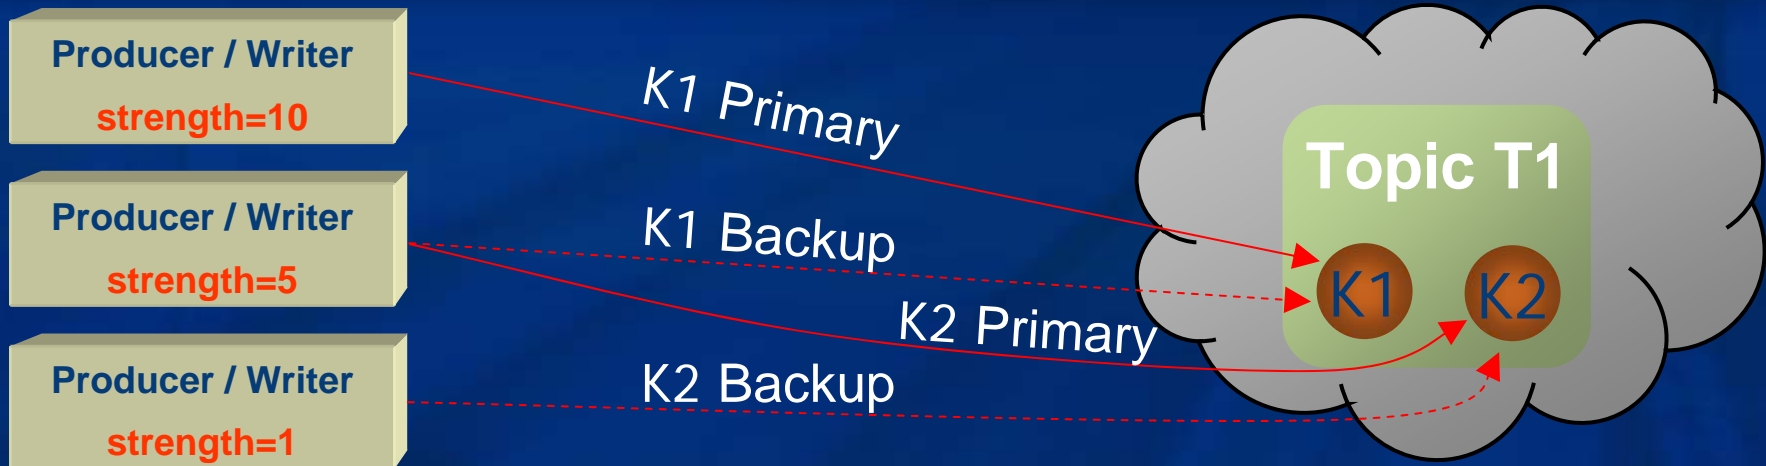 Producer / Writer
strength=10
Producer / Writer
strength=5
Producer / Writer
strength=1
K1 Primary
K1 Backup
K2 Primary
K2 Backup
Topic T1
K1
K2